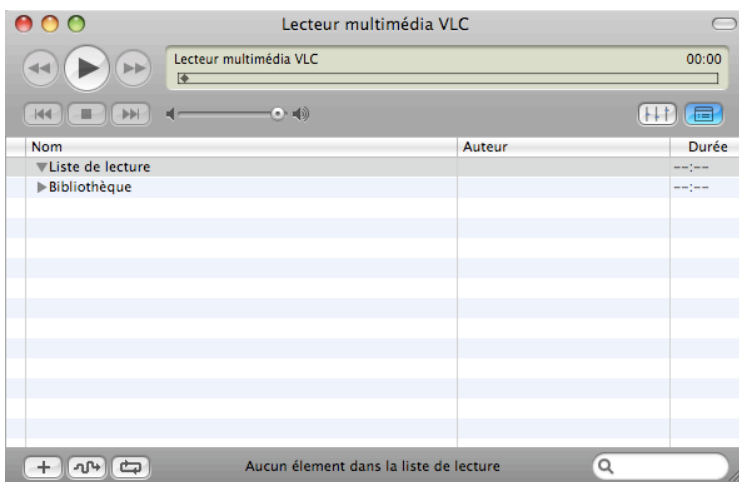 Lecteur multimédia VLC
Lecteur multimédia VLC 00:00
Nom Auteur Durée
Liste de lecture --:--
Bibliothèque --:--
Aucun élement dans la liste de lecture